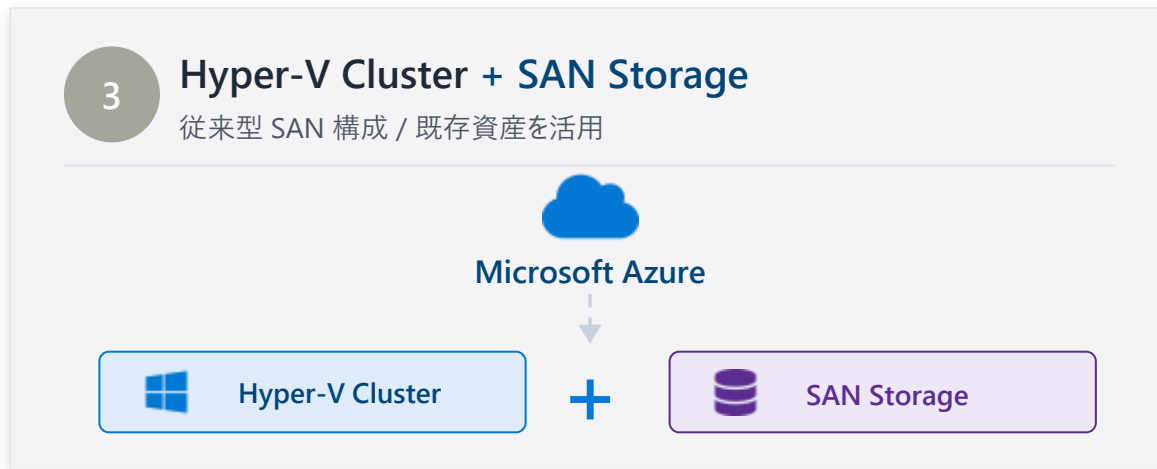 3
Hyper-V Cluster + SAN Storage
従来型 SAN 構成 / 既存資産を活用
Microsoft Azure
Hyper-V Cluster
+
SAN Storage